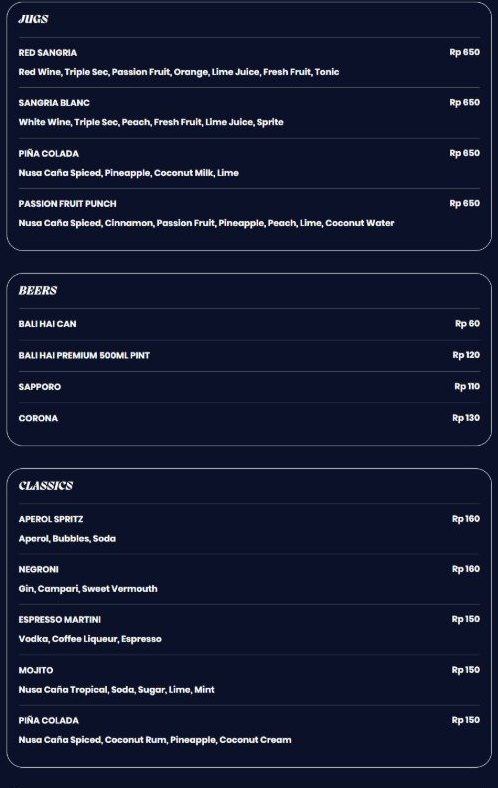 JUGS
RED SANGRIA Rp 650
Red Wine, Triple Sec, Passion Fruit, Orange, Lime Juice, Fresh Fruit, Tonic
SANGRIA BLANC Rp 650
White Wine, Triple Sec, Peach, Fresh Fruit, Lime Juice, Sprite
PIÑA COLADA Rp 650
Nusa Caña Spiced, Pineapple, Coconut Milk, Lime
PASSION FRUIT PUNCH Rp 650
Nusa Caña Spiced, Cinnamon, Passion Fruit, Pineapple, Peach, Lime, Coconut Water
BEERS
BALI HAI CAN Rp 60
BALI HAI PREMIUM 500ML PINT Rp 120
SAPPORO Rp 110
CORONA Rp 130
CLASSICS
APEROL SPRITZ Rp 160
Aperol, Bubbles, Soda
NEGRONI Rp 160
Gin, Campari, Sweet Vermouth
ESPRESSO MARTINI Rp 150
Vodka, Coffee Liqueur, Espresso
MOJITO Rp 150
Nusa Caña Tropical, Soda, Sugar, Lime, Mint
PIÑA COLADA Rp 150
Nusa Caña Spiced, Coconut Rum, Pineapple, Coconut Cream